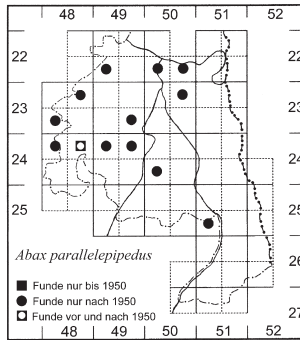 48 49 50 51 52
22 22
23 23
24 24
25 25
Abax parallelepipedus
Funde nur bis 1950
Funde nur nach 1950
Funde vor und nach 1950
27
48 49 50 51 52